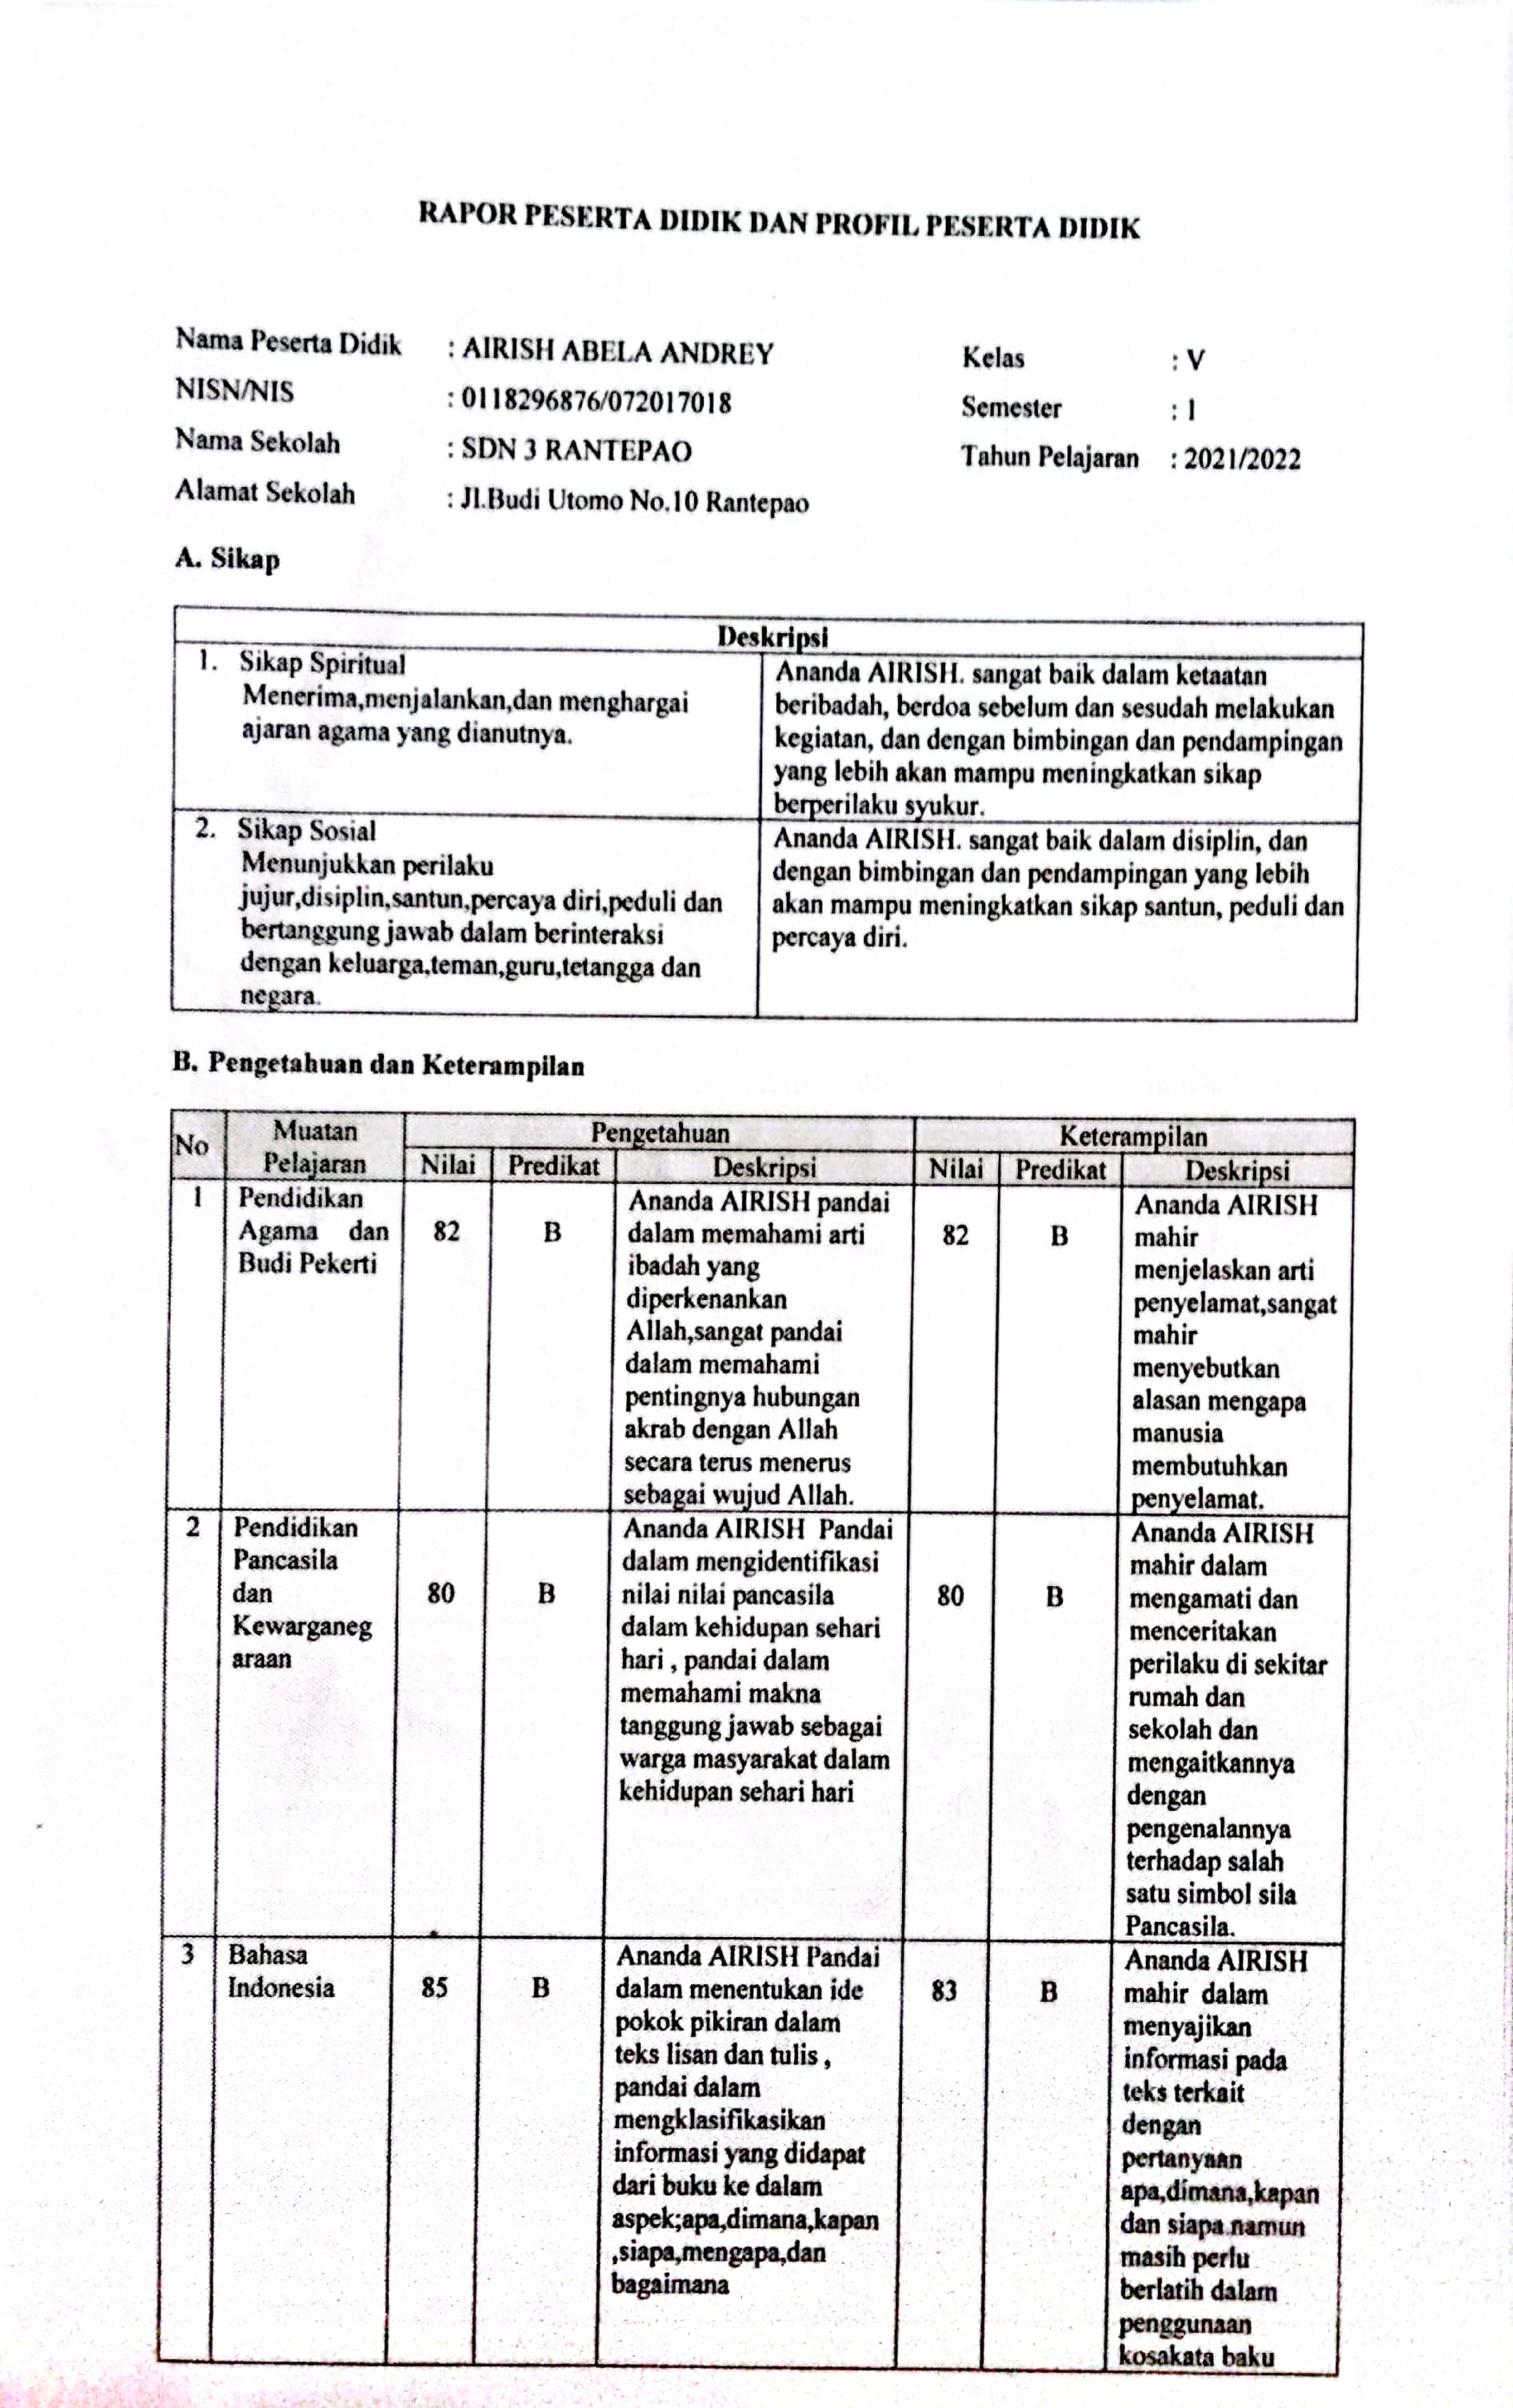 RAPOR PESERTA DIDIK DAN PROFIL PESERTA DIDIK
Nama Peserta Didik : AIRISH ABELA ANDREY Kelas : V
NISN/NIS : 0118296876/072017018 Semester : 1
Nama Sekolah : SDN 3 RANTEPAO Tahun Pelajaran : 2021/2022
Alamat Sekolah : Jl.Budi Utomo No.10 Rantepao
A. Sikap
Deskripsi
1. Sikap Spiritual
Menerima,menjalankan,dan menghargai
ajaran agama yang dianutnya.
Ananda AIRISH. sangat baik dalam ketaatan
beribadah, berdoa sebelum dan sesudah melakukan
kegiatan, dan dengan bimbingan dan pendampingan
yang lebih akan mampu meningkatkan sikap
berperilaku syukur.
2. Sikap Sosial
Menunjukkan perilaku
jujur,disiplin,santun,percaya diri,peduli dan
bertanggung jawab dalam berinteraksi
dengan keluarga,teman,guru,tetangga dan
negara.
Ananda AIRISH. sangat baik dalam disiplin, dan
dengan bimbingan dan pendampingan yang lebih
akan mampu meningkatkan sikap santun, peduli dan
percaya diri.
B. Pengetahuan dan Keterampilan
No Muatan Pelajaran Pengetahuan Keterampilan
Nilai Predikat Deskripsi Nilai Predikat Deskripsi
1 Pendidikan
Agama dan
Budi Pekerti
82 B
Ananda AIRISH pandai
dalam memahami arti
ibadah yang
diperkenankan
Allah,sangat pandai
dalam memahami
pentingnya hubungan
akrab dengan Allah
secara terus menerus
sebagai wujud Allah.
82 B
Ananda AIRISH
mahir
menjelaskan arti
penyelamat,sangat
mahir
menyebutkan
alasan mengapa
manusia
membutuhkan
penyelamat.
2 Pendidikan
Pancasila
dan
Kewarganeg
araan
80 B
Ananda AIRISH Pandai
dalam mengidentifikasi
nilai nilai pancasila
dalam kehidupan sehari
hari , pandai dalam
memahami makna
tanggung jawab sebagai
warga masyarakat dalam
kehidupan sehari hari
80 B
Ananda AIRISH
mahir dalam
mengamati dan
menceritakan
perilaku di sekitar
rumah dan
sekolah dan
mengaitkannya
dengan
pengenalannya
terhadap salah
satu simbol sila
Pancasila.
3 Bahasa
Indonesia
85 B
Ananda AIRISH Pandai
dalam menentukan ide
pokok pikiran dalam
teks lisan dan tulis ,
pandai dalam
mengklasifikasikan
informasi yang didapat
dari buku ke dalam
aspek;apa,dimana,kapan
,siapa,mengapa,dan
bagaimana
83 B
Ananda AIRISH
mahir dalam
menyajikan
informasi pada
teks terkait
dengan
pertanyaan
apa,dimana,kapan
dan siapa.namun
masih perlu
berlatih dalam
penggunaan
kosakata baku